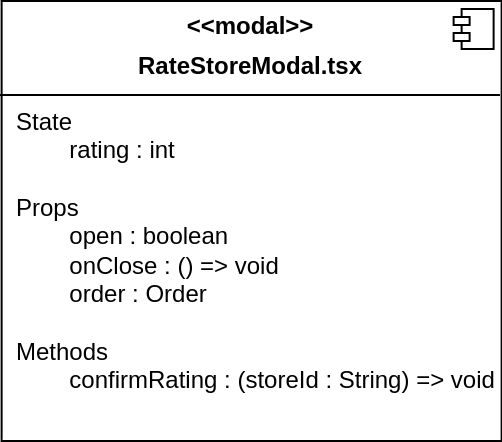 <<modal>>
RateStoreModal.tsx
State
rating : int
Props
open : boolean
onClose : () => void
order : Order
Methods
confirmRating : (storeId : String) => void